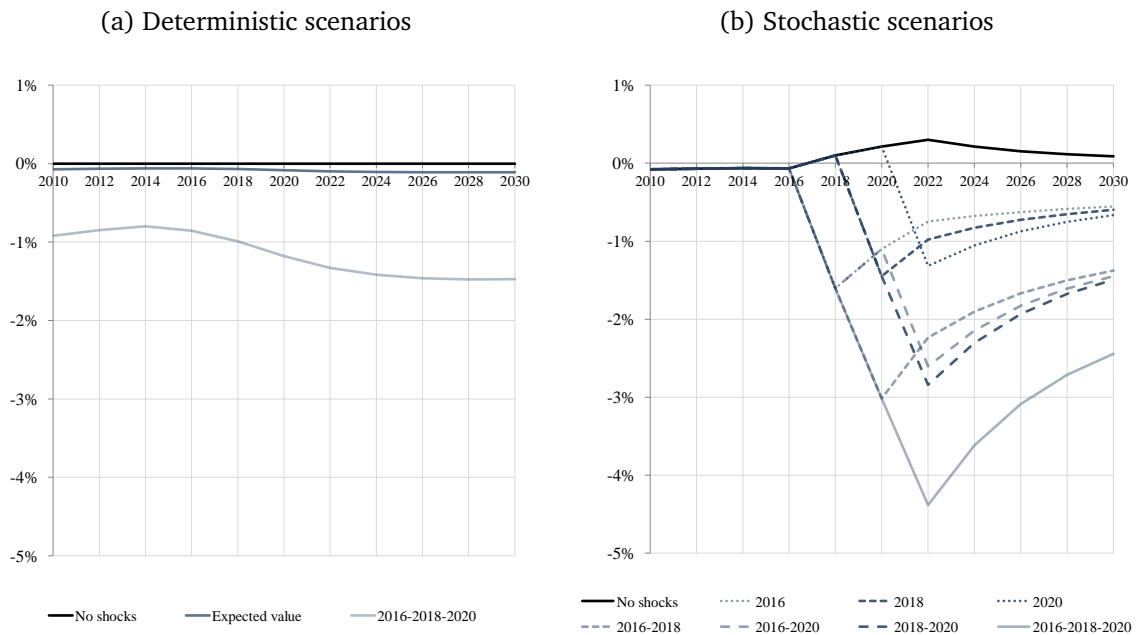 (a) Deterministic scenarios
1%
0%
2010 2012 2014 2016 2018 2020 2022 2024 2026 2028 2030
-1%
-2%
-3%
-4%
-5%
No shocks Expected value 2016-2018-2020
(b) Stochastic scenarios
1%
0%
2010 2012 2014 2016 2018 2020 2022 2024 2026 2028 2030
-1%
-2%
-3%
-4%
-5%
No shocks 2016 2018 2020
2016-2018 2016-2020 2018-2020 2016-2018-2020